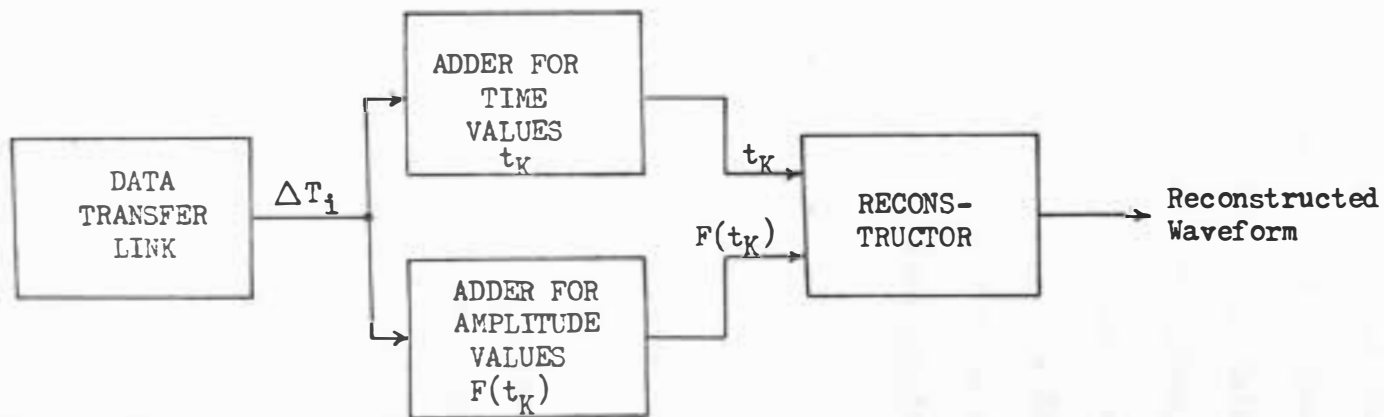 DATA
TRANSFER
LINK
△T₁
ADDER FOR
TIME
VALUES
t_K
ADDER FOR
AMPLITUDE
VALUES
F(t_K)
t_K
F(t_K)
RECONS-
TRUCTOR
Reconstructed
Waveform